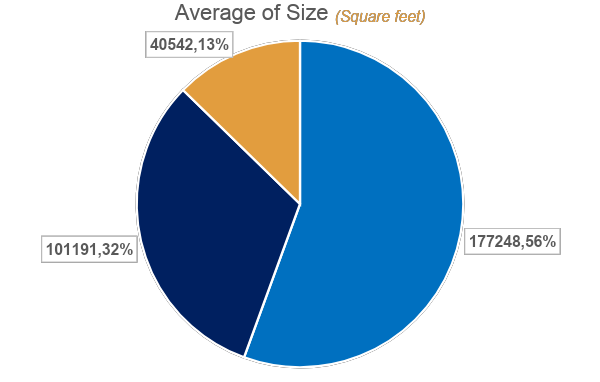 Average of Size (Square feet)
40542,13%
101191,32%
177248,56%